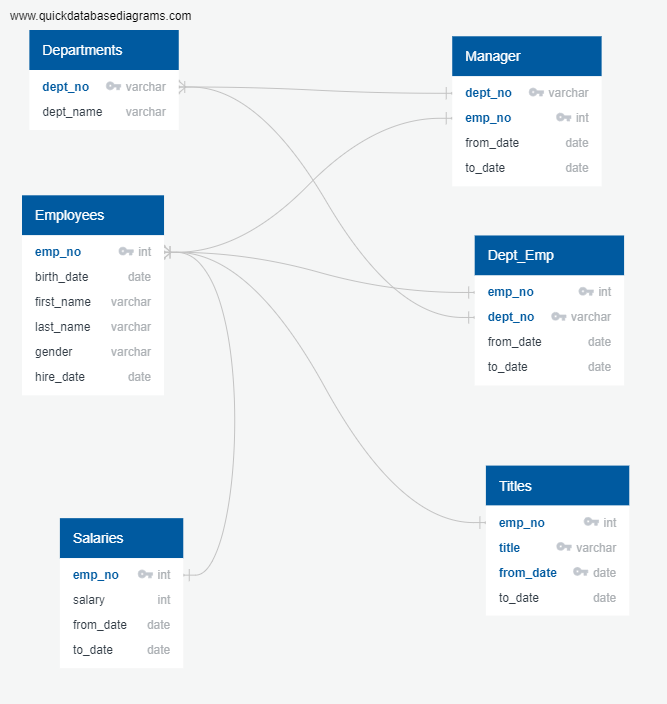 www.quickdatabasediagrams.com
Departments
dept_no varchar
dept_name varchar
Manager
dept_no varchar
emp_no int
from_date date
to_date date
Employees
emp_no int
birth_date date
first_name varchar
last_name varchar
gender varchar
hire_date date
Dept_Emp
emp_no int
dept_no varchar
from_date date
to_date date
Titles
emp_no int
title varchar
from_date date
to_date date
Salaries
emp_no int
salary int
from_date date
to_date date